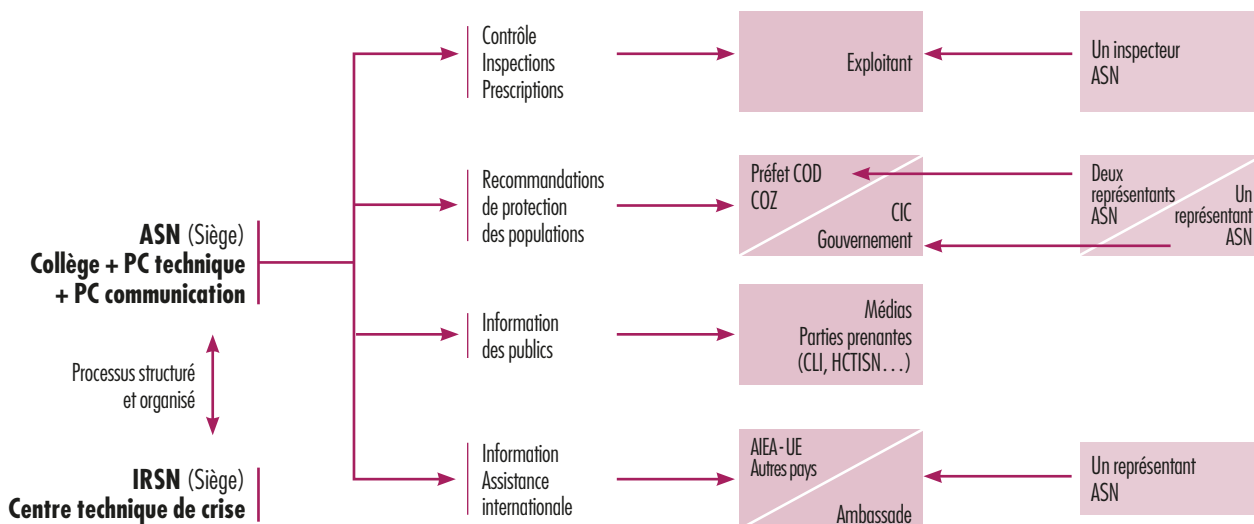 Contrôle
Inspections
Prescriptions
Exploitant
Un inspecteur
ASN
Recommandations
de protection
des populations
Préfet COD
COZ
CIC
Gouvernement
Deux
représentants
ASN
Un
représentant
ASN
ASN (Siège)
Collège + PC technique
+ PC communication
Information
des publics
Médias
Parties prenantes
(CLI, HCTISN…)
Processus structuré
et organisé
IRSN (Siège)
Centre technique de crise
Information
Assistance
internationale
AIEA - UE
Autres pays
Ambassade
Un représentant
ASN